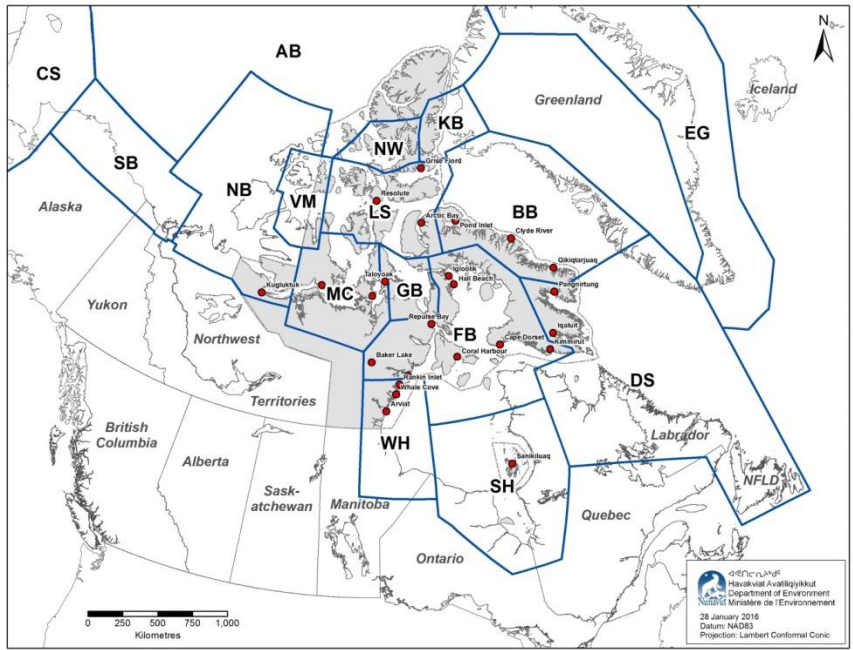 N
AB
CS
Iceland
Greenland
KB
EG
NW
SB
Grise Fiord
NB
VM
Resolute
LS
Alaska
Arctic Bay
Pond Inlet
BB
Clyde River
Qikiqtarjuaq
Igloolik
Hall Beach
Taloyoak
Pangnirtung
Kugluktuk
MC
GB
Yukon
Repulse Bay
Iqaluit
Northwest
FB
Cape Dorset
Kimmirut
Coral Harbour
Baker Lake
Rankin Inlet
DS
Whale Cove
Territories
Arviat
British
Columbia
Labrador
WH
Alberta
Sanikiluaq
NFLD
SH
Sask-
atchewan
Manitoba
Quebec
Ontario
Havakviat Avatiliqiyikkut
Department of Environment
Nunavut Ministère de l'Environnement
28 January 2016
Datum: NAD83
Projection: Lambert Conformal Conic
0 250 500 750 1,000
Kilometres